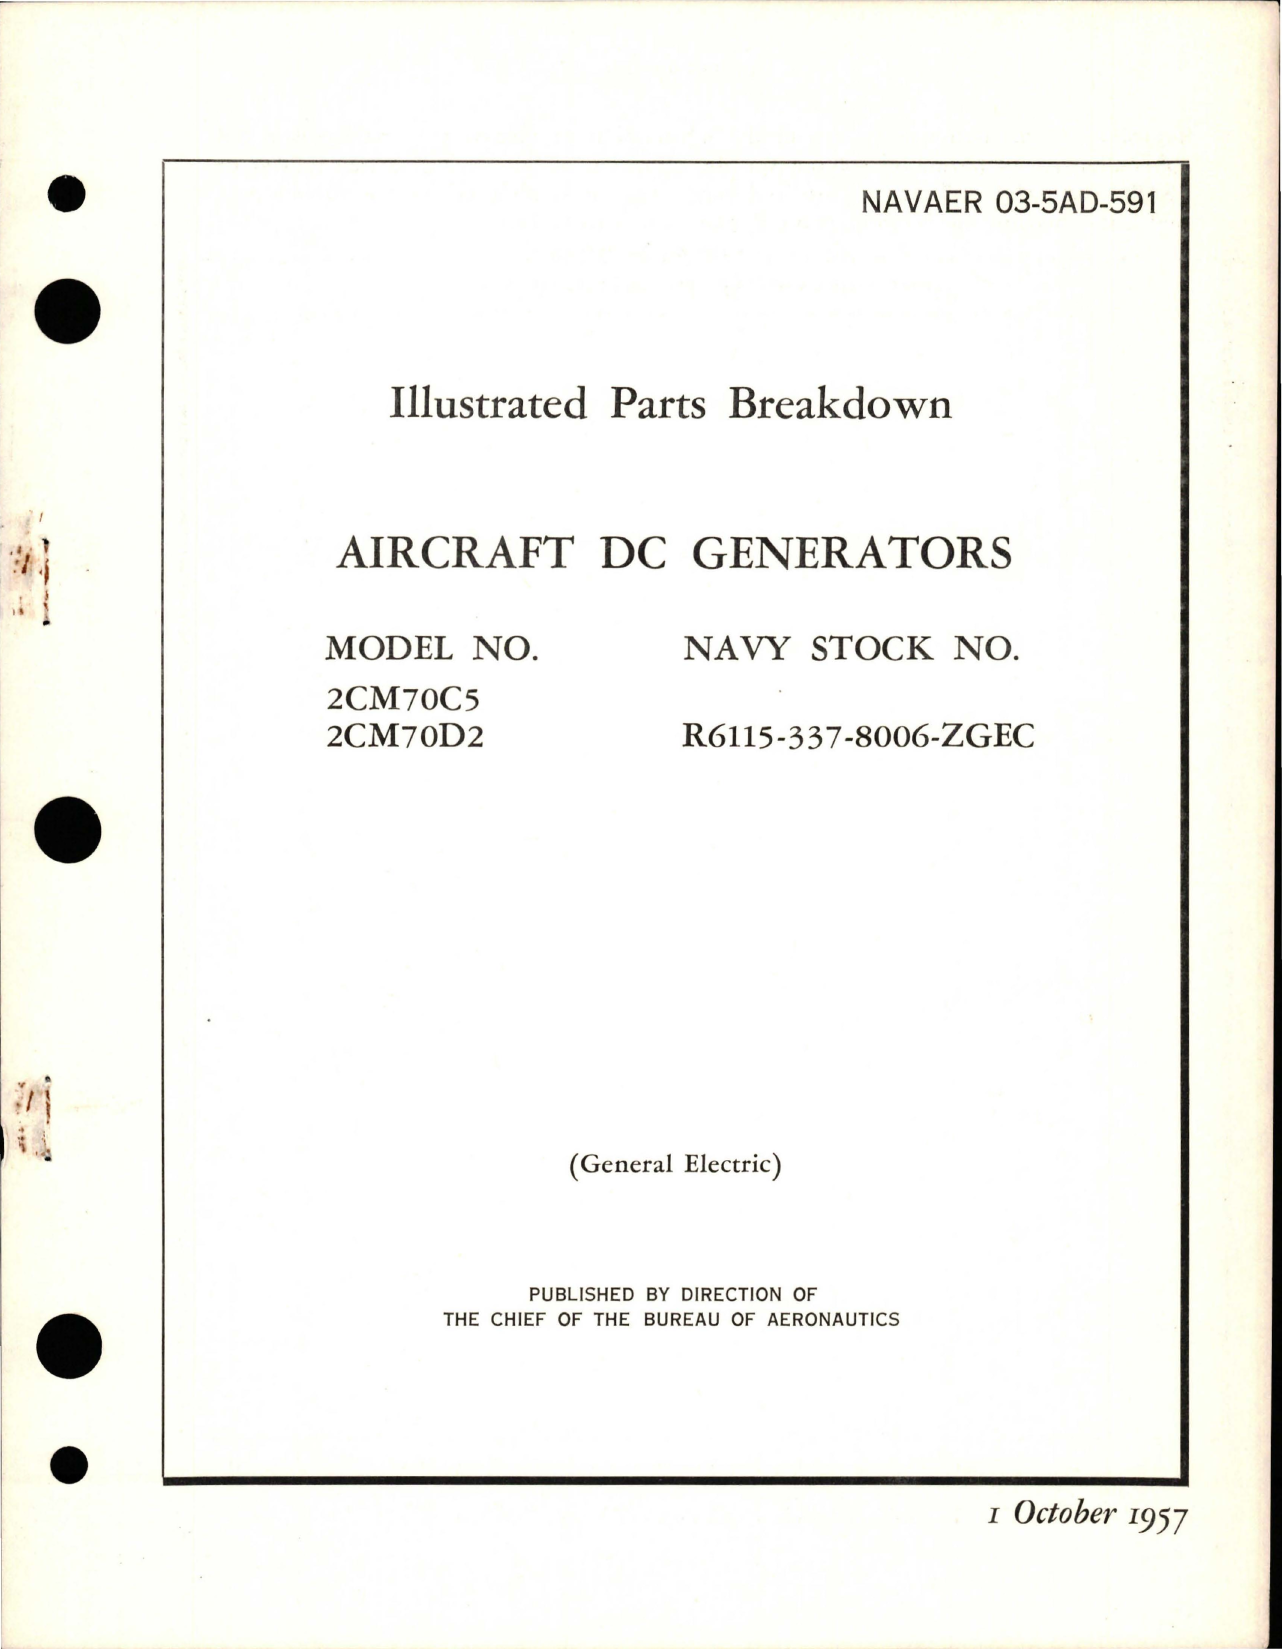 NAVAER 03-5AD-591
Illustrated Parts Breakdown
AIRCRAFT DC GENERATORS
MODEL NO. NAVY STOCK NO.
2CM70C5
2CM70D2 R6115-337-8006-ZGEC
(General Electric)
PUBLISHED BY DIRECTION OF
THE CHIEF OF THE BUREAU OF AERONAUTICS
1 October 1957